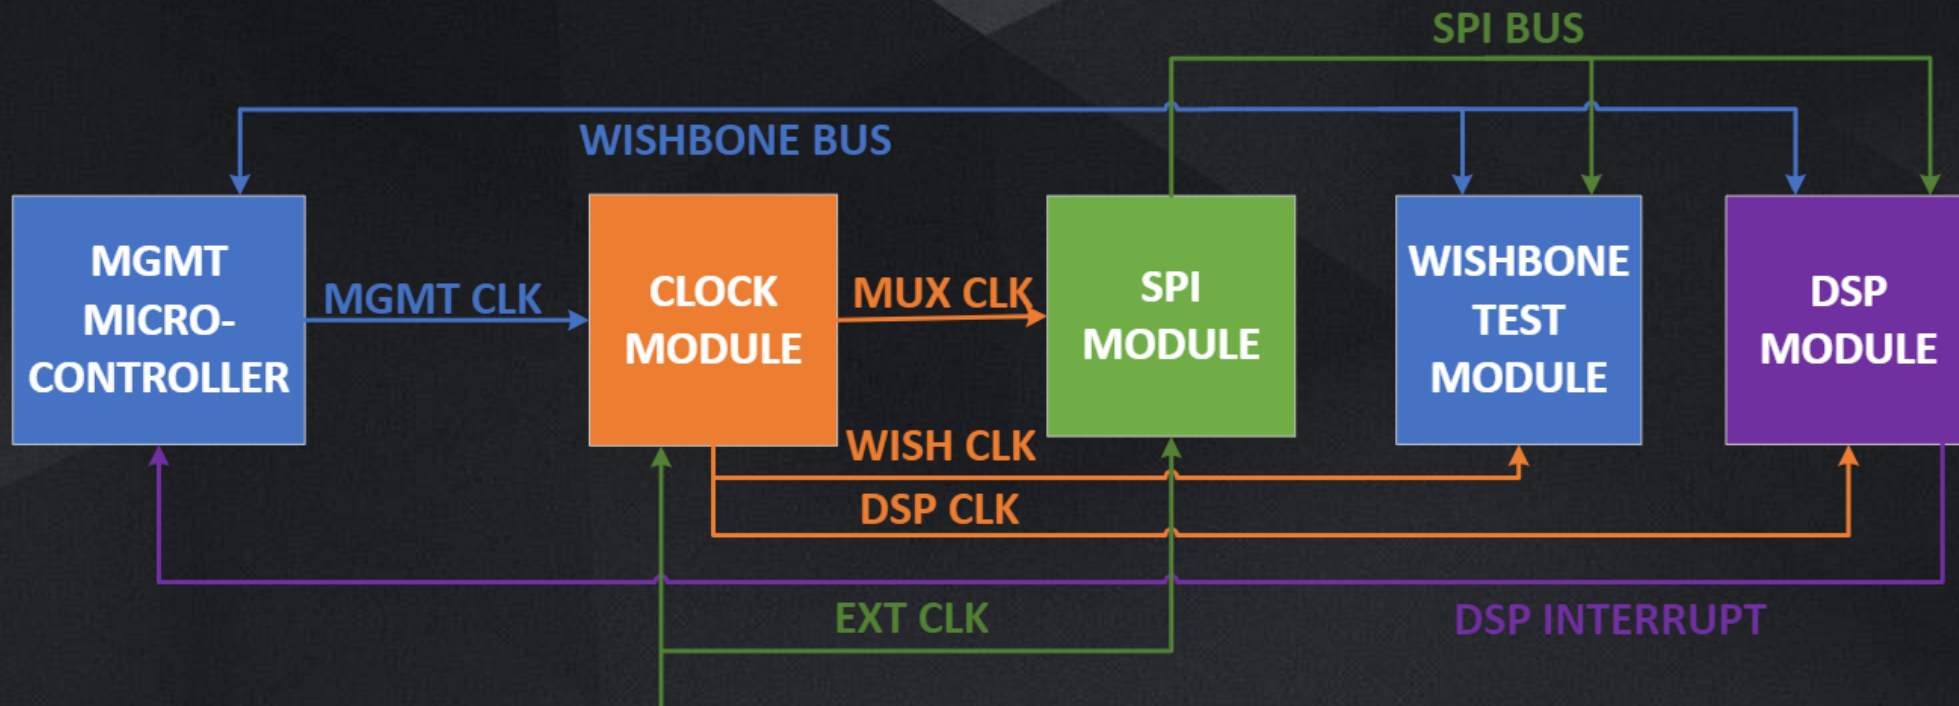 SPI BUS
WISHBONE BUS
MGMT
MICRO-
CONTROLLER
MGMT CLK
CLOCK
MODULE
MUX CLK
SPI
MODULE
WISHBONE
TEST
MODULE
DSP
MODULE
WISH CLK
DSP CLK
EXT CLK
DSP INTERRUPT